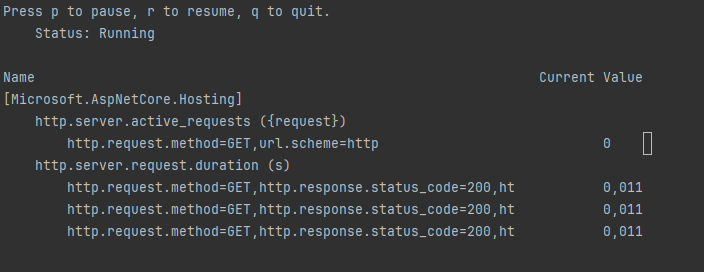 Press p to pause, r to resume, q to quit.
Status: Running
Name Current Value
[Microsoft.AspNetCore.Hosting]
http.server.active_requests ({request})
http.request.method=GET,url.scheme=http 0
http.server.request.duration (s)
http.request.method=GET,http.response.status_code=200,ht 0,011
http.request.method=GET,http.response.status_code=200,ht 0,011
http.request.method=GET,http.response.status_code=200,ht 0,011